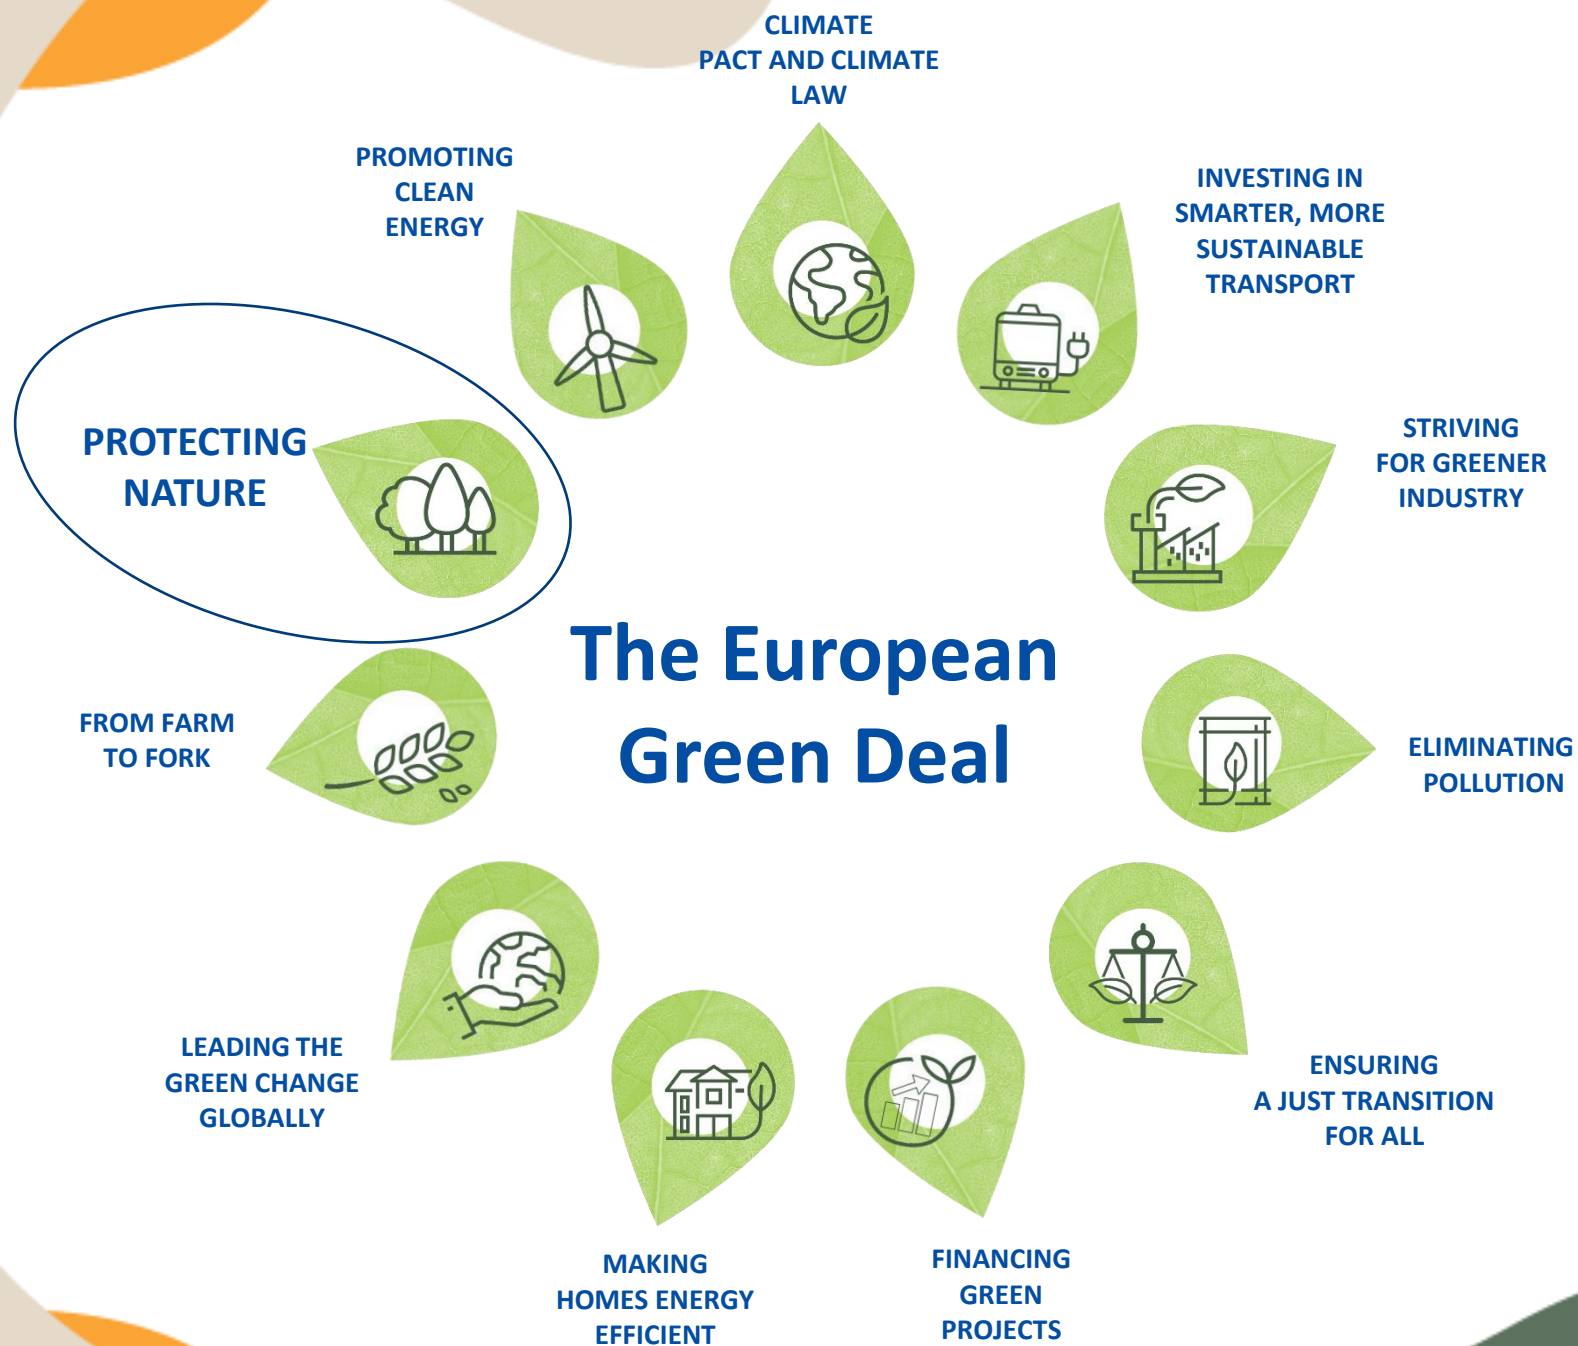 CLIMATE
PACT AND CLIMATE
LAW
PROMOTING
CLEAN
ENERGY
INVESTING IN
SMARTER, MORE
SUSTAINABLE
TRANSPORT
PROTECTING
NATURE
STRIVING
FOR GREENER
INDUSTRY
The European
Green Deal
FROM FARM
TO FORK
ELIMINATING
POLLUTION
LEADING THE
GREEN CHANGE
GLOBALLY
ENSURING
A JUST TRANSITION
FOR ALL
MAKING
HOMES ENERGY
EFFICIENT
FINANCING
GREEN
PROJECTS